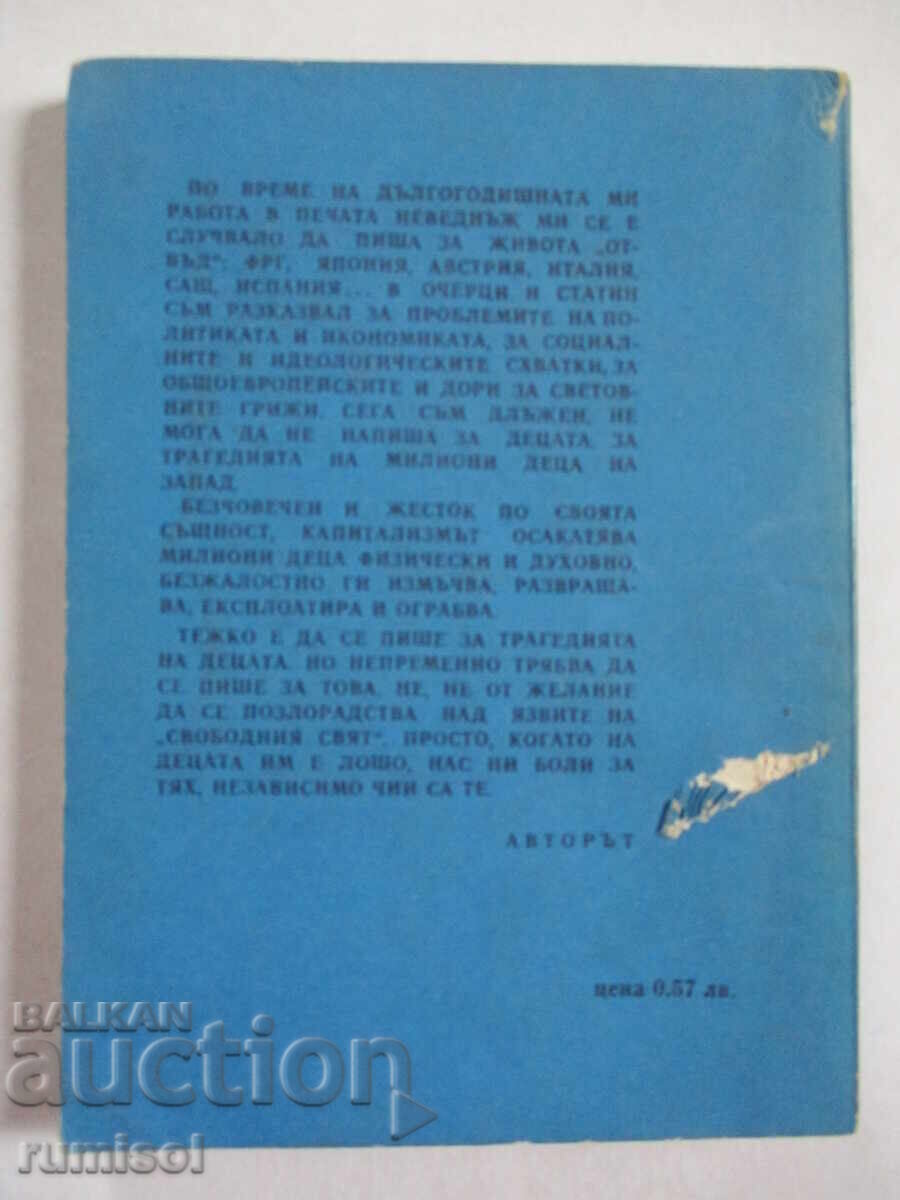 ПО ВРЕМЕ НА ДЪЛГОГОДИШНАТА МИ
РАБОТА В ПЕЧАТА НЕВЕДНЪЖ МИ СЕ Е
СЛУЧВАЛО ДА ПИША ЗА ЖИВОТА „ОТ-
ВЪД“: ФРГ, ЯПОНИЯ, АВСТРИЯ, ИТАЛИЯ,
САЩ, ИСПАНИЯ... В ОЧЕРЦИ И СТАТИИ
СЪМ РАЗКАЗВАЛ ЗА ПРОБЛЕМИТЕ НА ПО-
ЛИТИКАТА И ИКОНОМИКАТА, ЗА СОЦИАЛ-
НИТЕ И ИДЕОЛОГИЧЕСКИТЕ СХВАТКИ, ЗА
ОБЩОЕВРОПЕЙСКИТЕ И ДОРИ ЗА СВЕТОВ-
НИТЕ ГРИЖИ. СЕГА СЪМ ДЛЪЖЕН, НЕ
МОГА ДА НЕ НАПИША ЗА ДЕЦАТА, ЗА
ТРАГЕДИЯТА НА МИЛИОНИ ДЕЦА НА
ЗАПАД.
БЕЗЧОВЕЧЕН И ЖЕСТОК ПО СВОЯТА
СЪЩНОСТ, КАПИТАЛИЗМЪТ ОСАКАТЯВА
МИЛИОНИ ДЕЦА ФИЗИЧЕСКИ И ДУХОВНО,
БЕЗЖАЛОСТНО ГИ ИЗМЪЧВА, РАЗВРАЩА-
ВА, ЕКСПЛОАТИРА И ОГРАБВА.
ТЕЖКО Е ДА СЕ ПИШЕ ЗА ТРАГЕДИЯТА
НА ДЕЦАТА. НО НЕПРЕМЕННО ТРЯБВА ДА
СЕ ПИШЕ ЗА ТОВА. НЕ, НЕ ОТ ЖЕЛАНИЕ
ДА СЕ ПОЗЛОРАДСТВА НАД ЯЗВИТЕ НА
„СВОБОДНИЯ СВЯТ“. ПРОСТО, КОГАТО НА
ДЕЦАТА ИМ Е ЛОШО, НАС НИ БОЛИ ЗА
ТЯХ, НЕЗАВИСИМО ЧИИ СА ТЕ.
АВТОРЪТ
цена 0.57 лв.
BALKAN
auction
rumisol